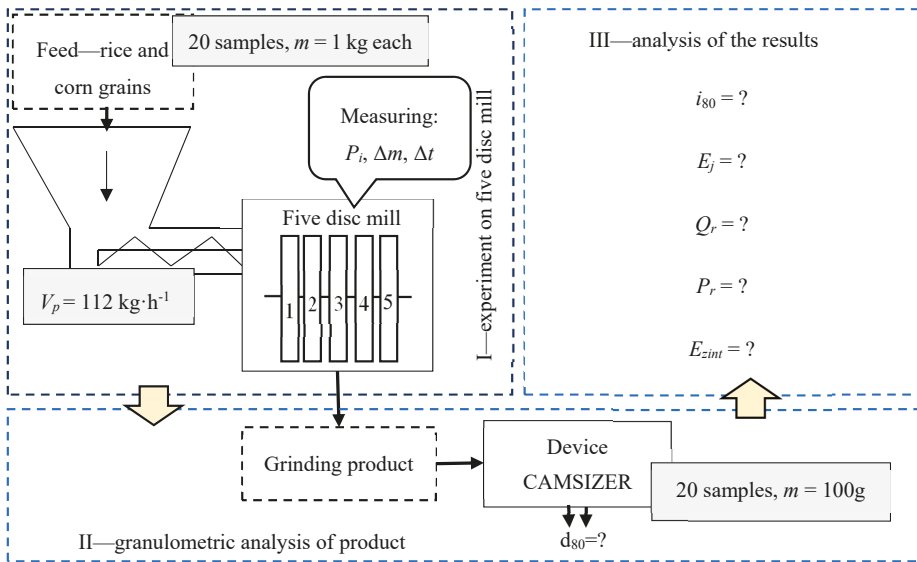 Feed—rice and
corn grains
20 samples, m = 1 kg each
Measuring:
Pi, Δm, Δt
Five disc mill
1 2 3 4 5
Vp = 112 kg·h-1
I—experiment on five disc mill
III—analysis of the results
i80 = ?
Ej = ?
Qr = ?
Pr = ?
Ezint = ?
Grinding product
Device
CAMSIZER
20 samples, m = 100g
d80=?
II—granulometric analysis of product